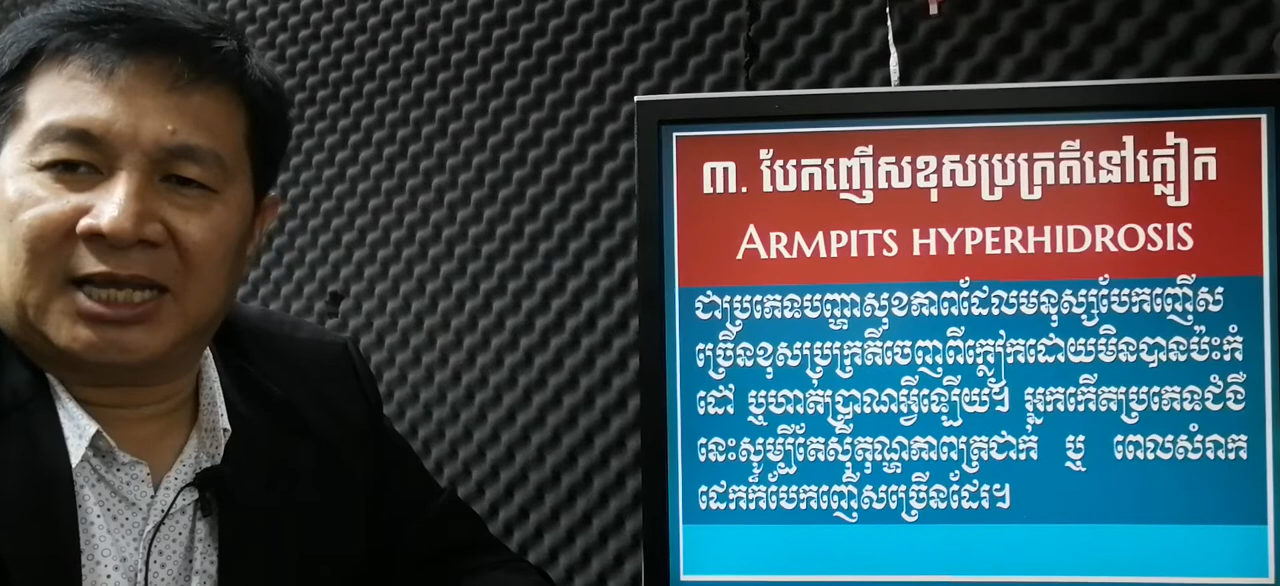 ៣. បែកញើសខុសប្រក្រតីនៅក្លៀក
ARMPITS HYPERHIDROSIS
ជាប្រភេទបញ្ហាសុខភាពដែលមនុស្សបែកញើស
ច្រើនខុសប្រក្រតីចេញពីក្លៀកដោយមិនបានប៉ះកំ
ដៅ ឬហាត់ប្រាណអ្វីឡើយ។ អ្នកកើតប្រភេទជំងឺ
នេះសូម្បីតែស៊ីតុណ្ហភាពត្រជាក់ ឬ ពេលសំរាក
ដេកក៏បែកញើសច្រើនដែរ។